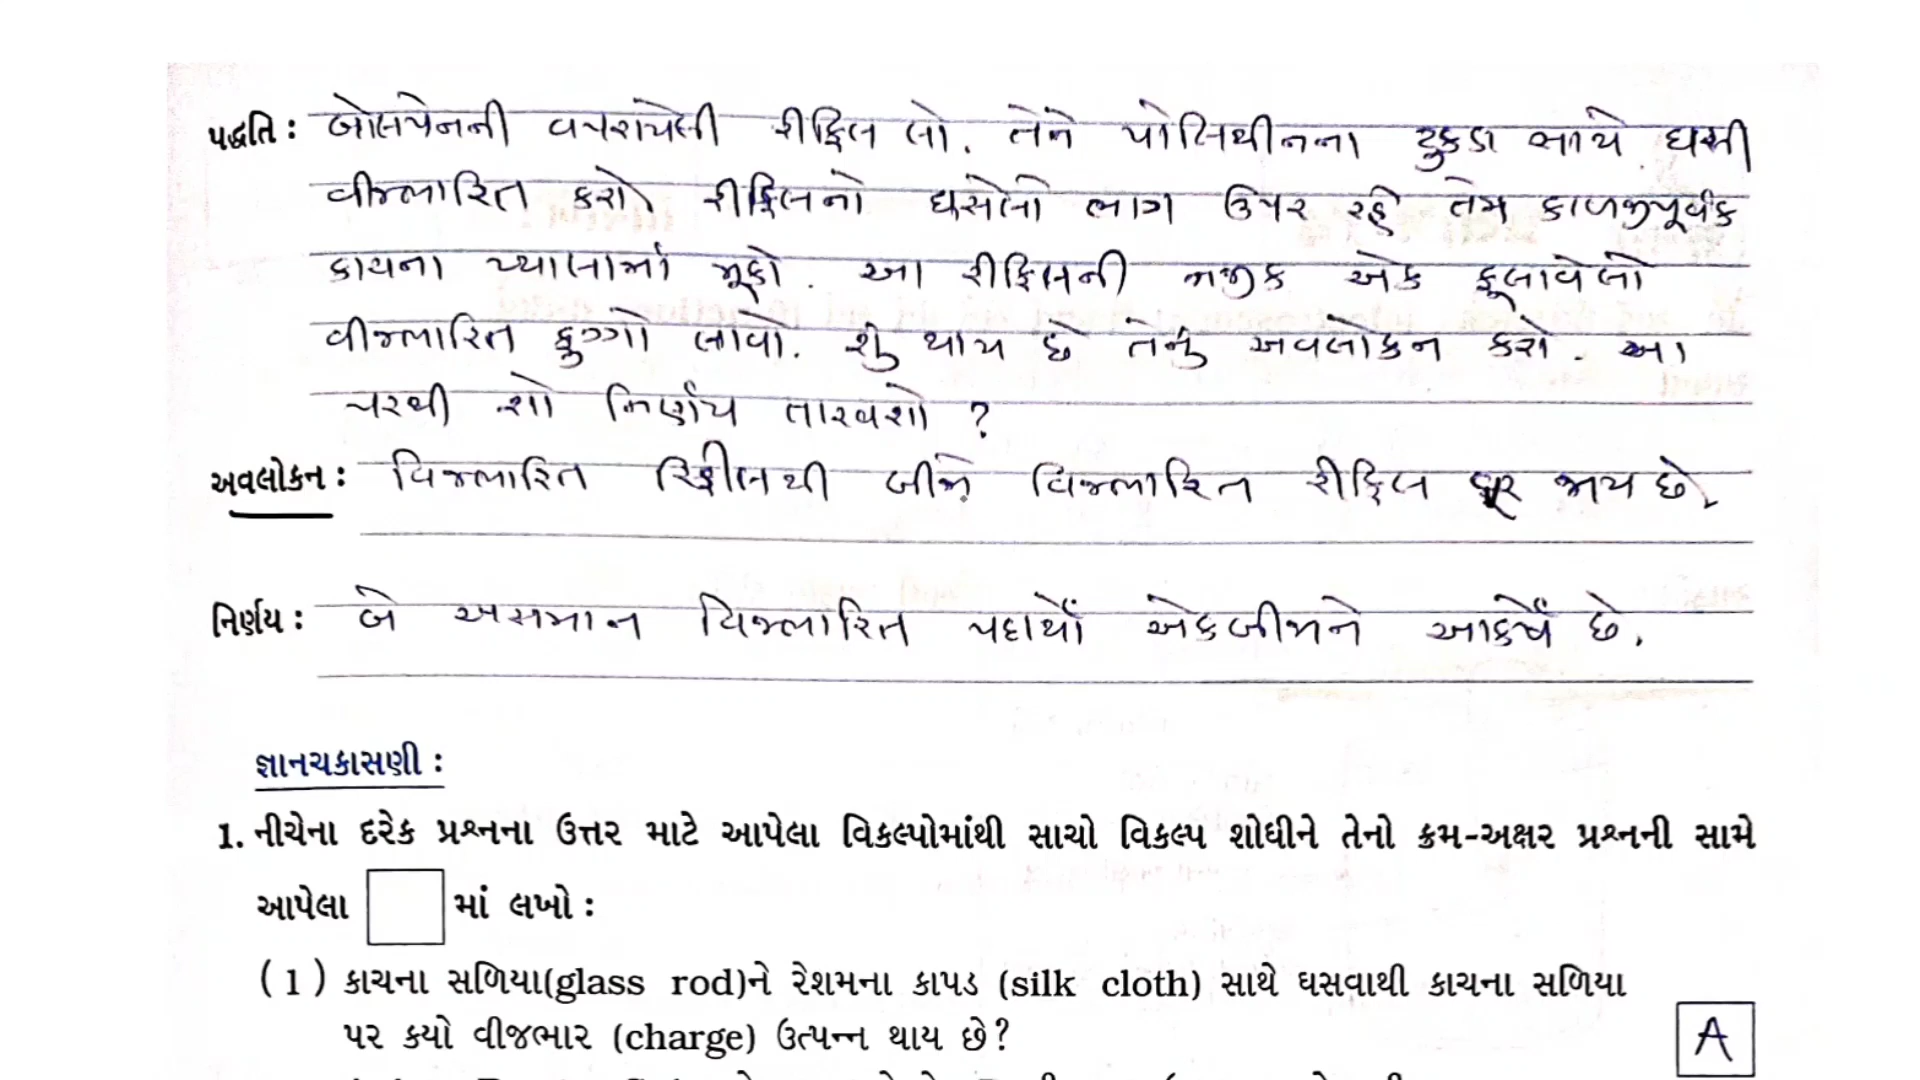 પદ્ધતિ : બોલપેનની વપરાયેલી રીફિલ લો. તેને પોલિથીનના ટુકડા સાથે ઘસી
વીજભારિત કરો. રીફિલનો ઘસેલો ભાગ ઉપર રહે તેમ કાળજીપૂર્વક
કાચના પ્યાલામાં મૂકો. આ રીફિલની નજીક એક ફૂલાવેલો
વીજભારિત ફુગ્ગો લાવો. શું થાય છે તેનું અવલોકન કરો. આ
પરથી શો નિર્ણય તારવશો ?
અવલોકન : વિજભારિત રિફીલથી બીજી વિજભારિત રીફિલ દૂર જાય છે.
નિર્ણય : બે અસમાન વિજભારિત પદાર્થો એકબીજાને આકર્ષે છે.
જ્ઞાનચકાસણી :
1. નીચેના દરેક પ્રશ્નના ઉત્તર માટે આપેલા વિકલ્પોમાંથી સાચો વિકલ્પ શોધીને તેનો ક્રમ-અક્ષર પ્રશ્નની સામે
આપેલા માં લખો :
(1) કાચના સળિયા(glass rod)ને રેશમના કાપડ (silk cloth) સાથે ઘસવાથી કાચના સળિયા
પર કયો વીજભાર (charge) ઉત્પન્ન થાય છે? A